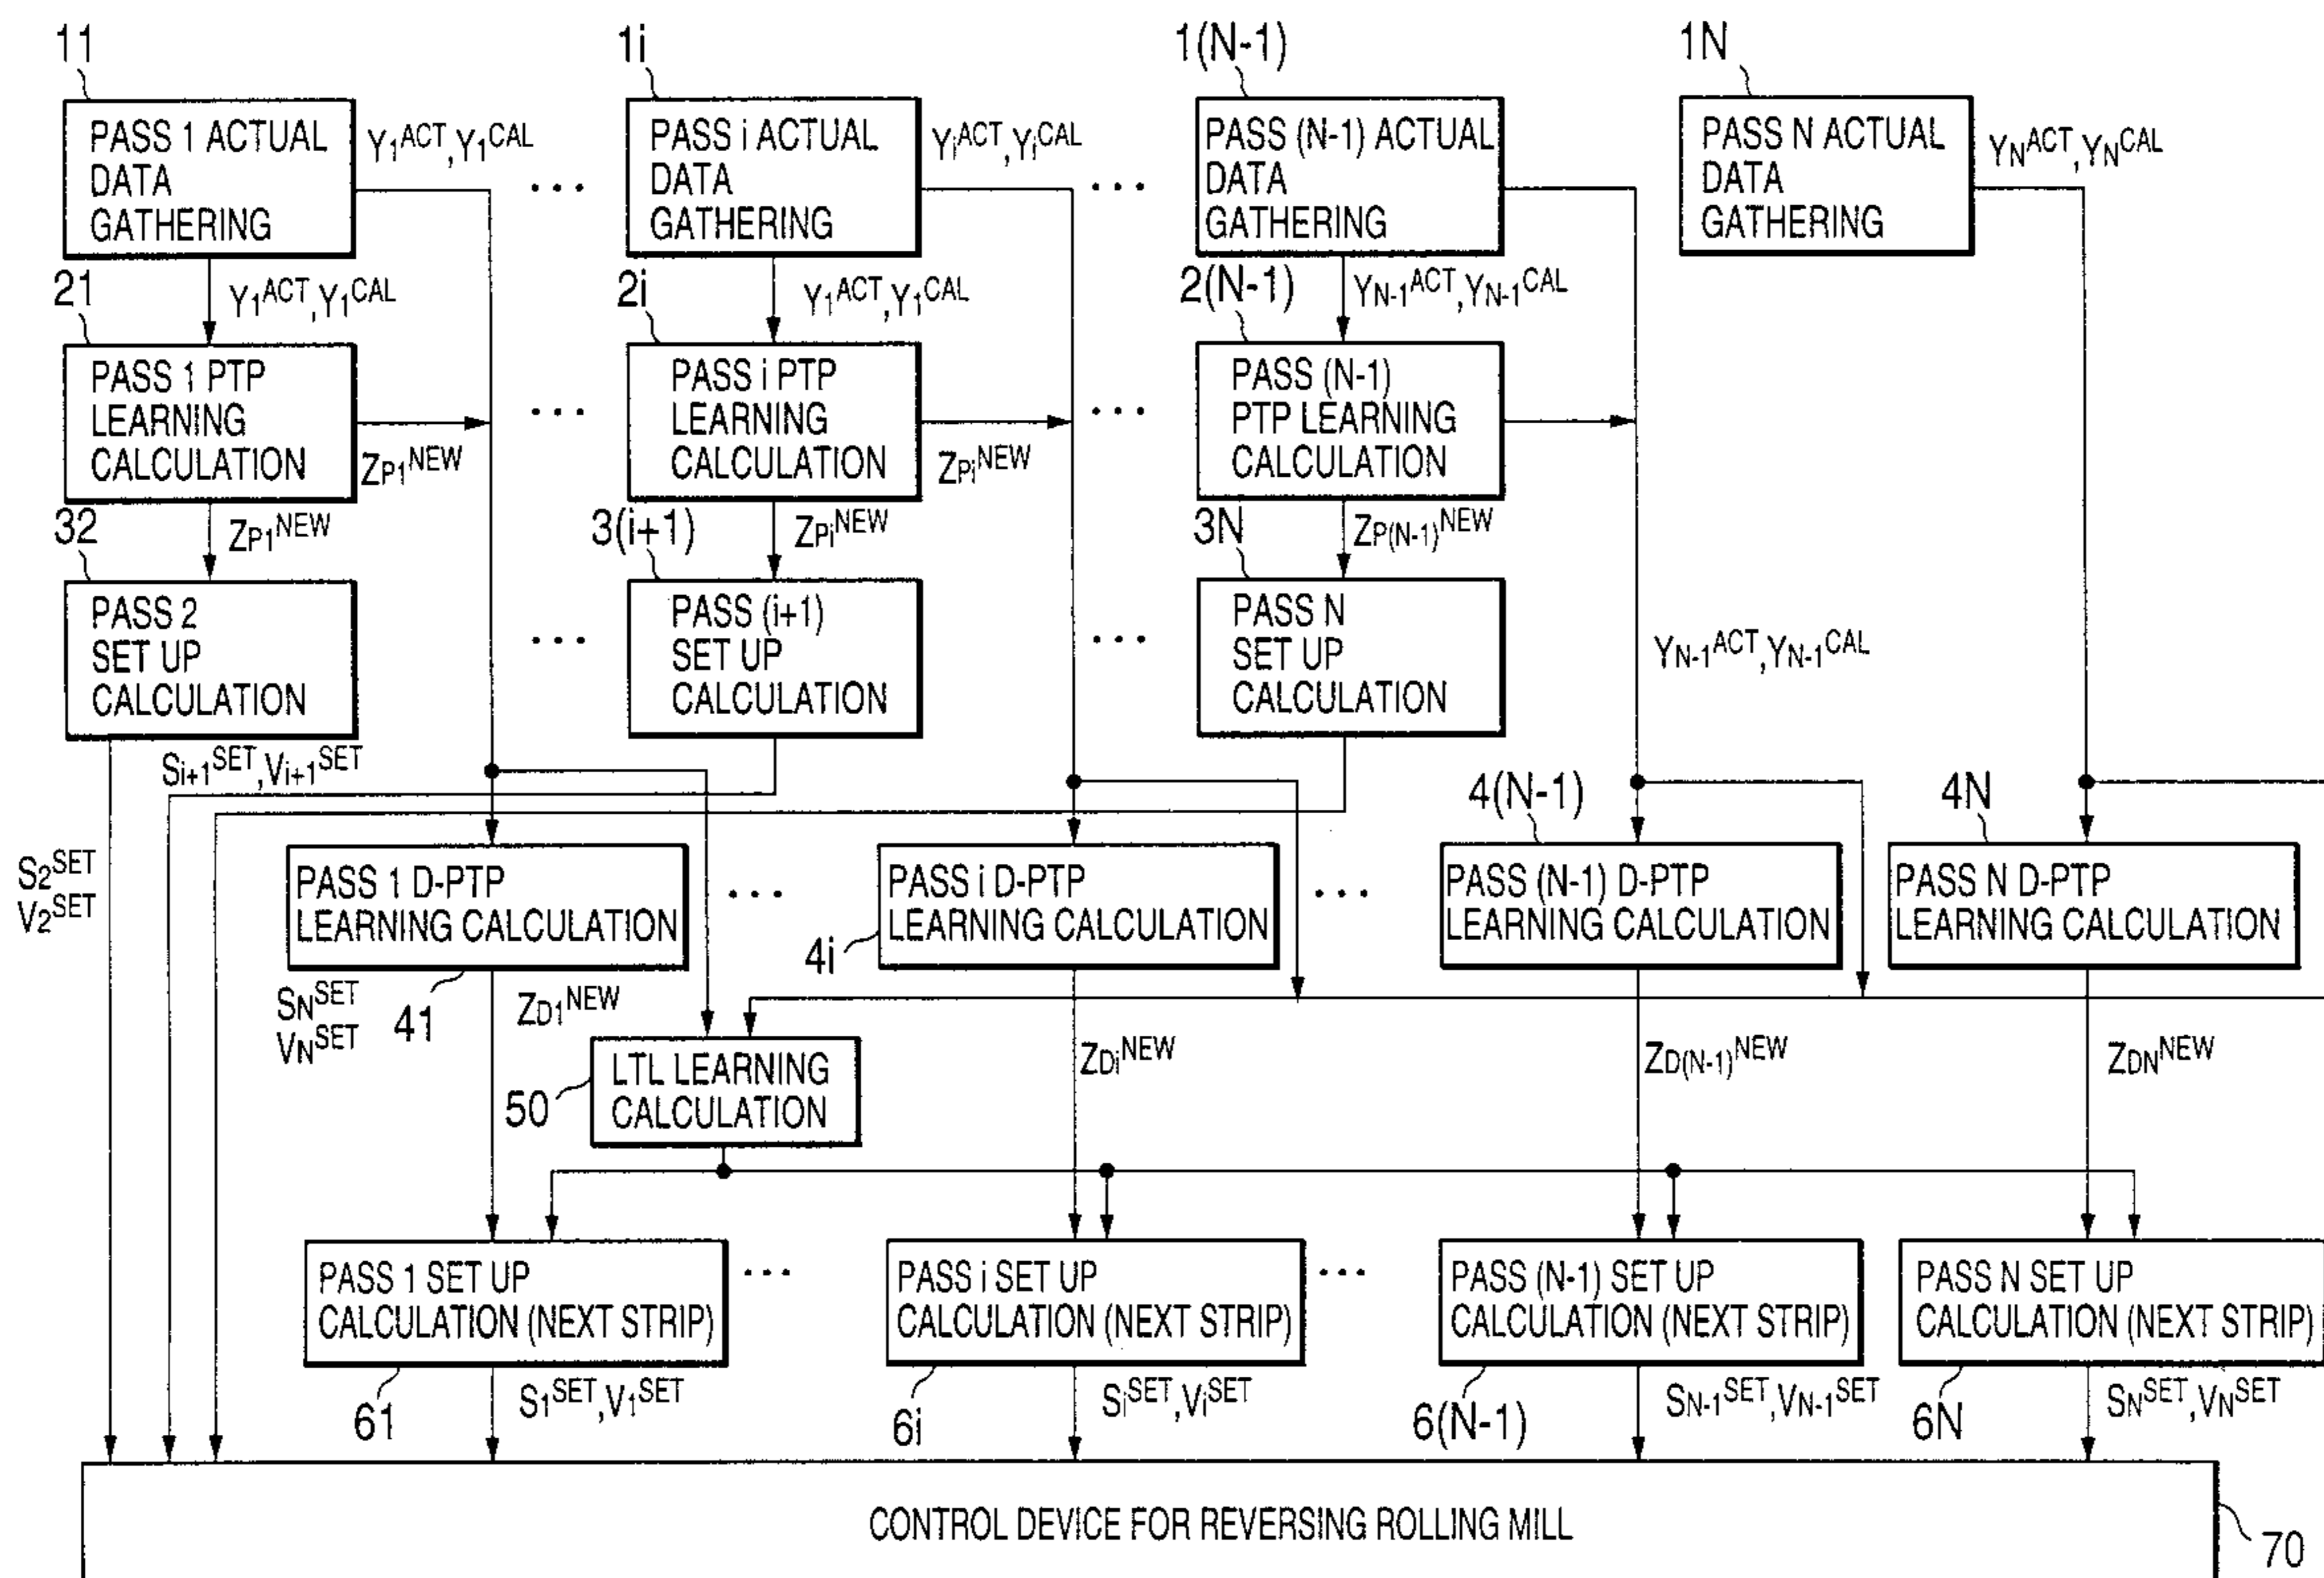 11
1i
1(N-1)
1N
PASS 1 ACTUAL
DATA
GATHERING
Y1ACT,Y1CAL
PASS i ACTUAL
DATA
GATHERING
YiACT,YiCAL
PASS (N-1) ACTUAL
DATA
GATHERING
PASS N ACTUAL
DATA
GATHERING
YNACT,YNCAL
...
...
21
Y1ACT,Y1CAL
2i
Y1ACT,Y1CAL
2(N-1)
YN-1ACT,YN-1CAL
PASS 1 PTP
LEARNING
CALCULATION
ZP1NEW
...
PASS i PTP
LEARNING
CALCULATION
ZPiNEW
...
PASS (N-1)
PTP LEARNING
CALCULATION
32
ZP1NEW
3(i+1)
ZPiNEW
3N
ZP(N-1)NEW
PASS 2
SET UP
CALCULATION
...
PASS (i+1)
SET UP
CALCULATION
...
PASS N
SET UP
CALCULATION
YN-1ACT,YN-1CAL
Si+1SET,Vi+1SET
4(N-1)
4N
S2SET
V2SET
PASS 1 D-PTP
LEARNING CALCULATION
...
PASS i D-PTP
LEARNING CALCULATION
...
PASS (N-1) D-PTP
LEARNING CALCULATION
PASS N D-PTP
LEARNING CALCULATION
4i
SNSET
VNSET
41
ZD1NEW
ZDiNEW
ZD(N-1)NEW
ZDNNEW
50
LTL LEARNING
CALCULATION
PASS 1 SET UP
CALCULATION (NEXT STRIP)
...
PASS i SET UP
CALCULATION (NEXT STRIP)
...
PASS (N-1) SET UP
CALCULATION (NEXT STRIP)
PASS N SET UP
CALCULATION (NEXT STRIP)
61
S1SET,V1SET
6i
SiSET,ViSET
6(N-1)
SN-1SET,VN-1SET
6N
SNSET,VNSET
CONTROL DEVICE FOR REVERSING ROLLING MILL
70